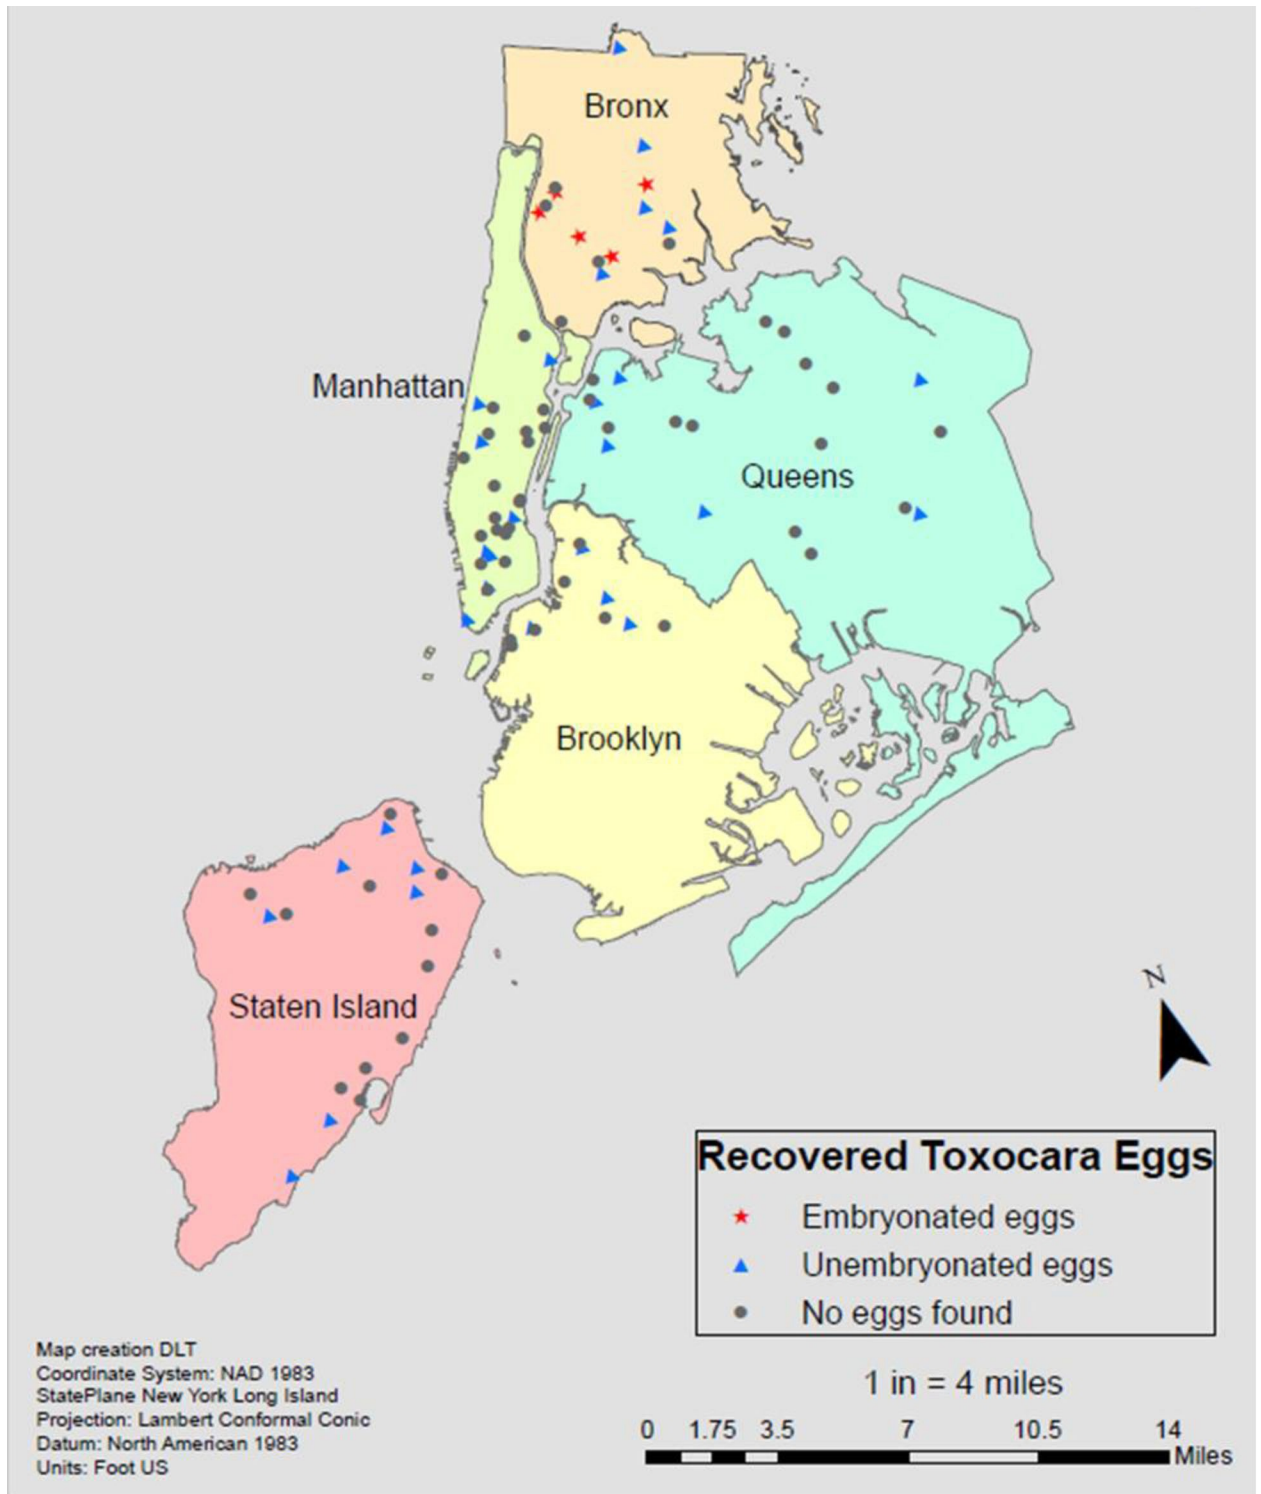 Bronx
Manhattan
Queens
Brooklyn
Staten Island
N
Recovered Toxocara Eggs
Embryonated eggs
Unembryonated eggs
No eggs found
Map creation DLT
Coordinate System: NAD 1983
StatePlane New York Long Island
Projection: Lambert Conformal Conic
Datum: North American 1983
Units: Foot US
1 in = 4 miles
0 1.75 3.5 7 10.5 14
Miles